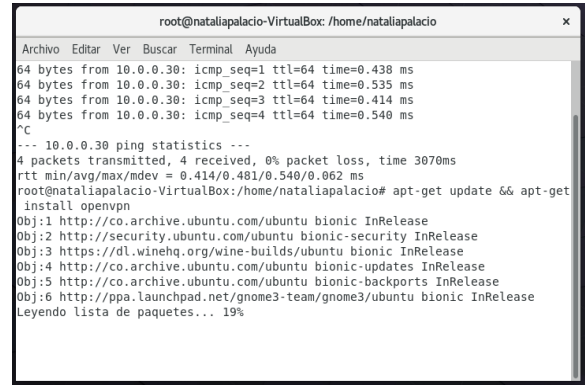 root@nataliapalacio-VirtualBox: /home/nataliapalacio ×
Archivo Editar Ver Buscar Terminal Ayuda
64 bytes from 10.0.0.30: icmp_seq=1 ttl=64 time=0.438 ms
64 bytes from 10.0.0.30: icmp_seq=2 ttl=64 time=0.535 ms
64 bytes from 10.0.0.30: icmp_seq=3 ttl=64 time=0.414 ms
64 bytes from 10.0.0.30: icmp_seq=4 ttl=64 time=0.540 ms
^C
--- 10.0.0.30 ping statistics ---
4 packets transmitted, 4 received, 0% packet loss, time 3070ms
rtt min/avg/max/mdev = 0.414/0.481/0.540/0.062 ms
root@nataliapalacio-VirtualBox:/home/nataliapalacio# apt-get update && apt-get
install openvpn
Obj:1 http://co.archive.ubuntu.com/ubuntu bionic InRelease
Obj:2 http://security.ubuntu.com/ubuntu bionic-security InRelease
Obj:3 https://dl.winehq.org/wine-builds/ubuntu bionic InRelease
Obj:4 http://co.archive.ubuntu.com/ubuntu bionic-updates InRelease
Obj:5 http://co.archive.ubuntu.com/ubuntu bionic-backports InRelease
Obj:6 http://ppa.launchpad.net/gnome3-team/gnome3/ubuntu bionic InRelease
Leyendo lista de paquetes... 19%